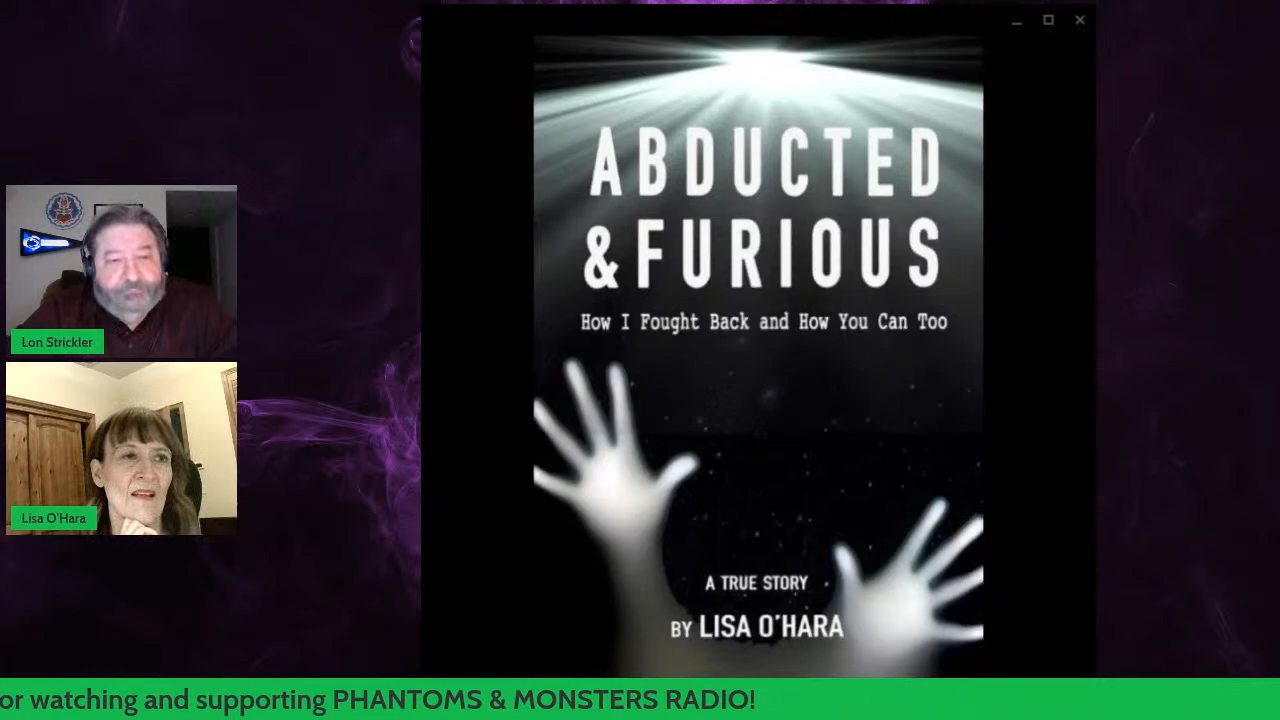 ABDUCTED
& FURIOUS
How I Fought Back and How You Can Too
A TRUE STORY
BY LISA O'HARA
Lon Strickler
Lisa O'Hara
or watching and supporting PHANTOMS & MONSTERS RADIO!